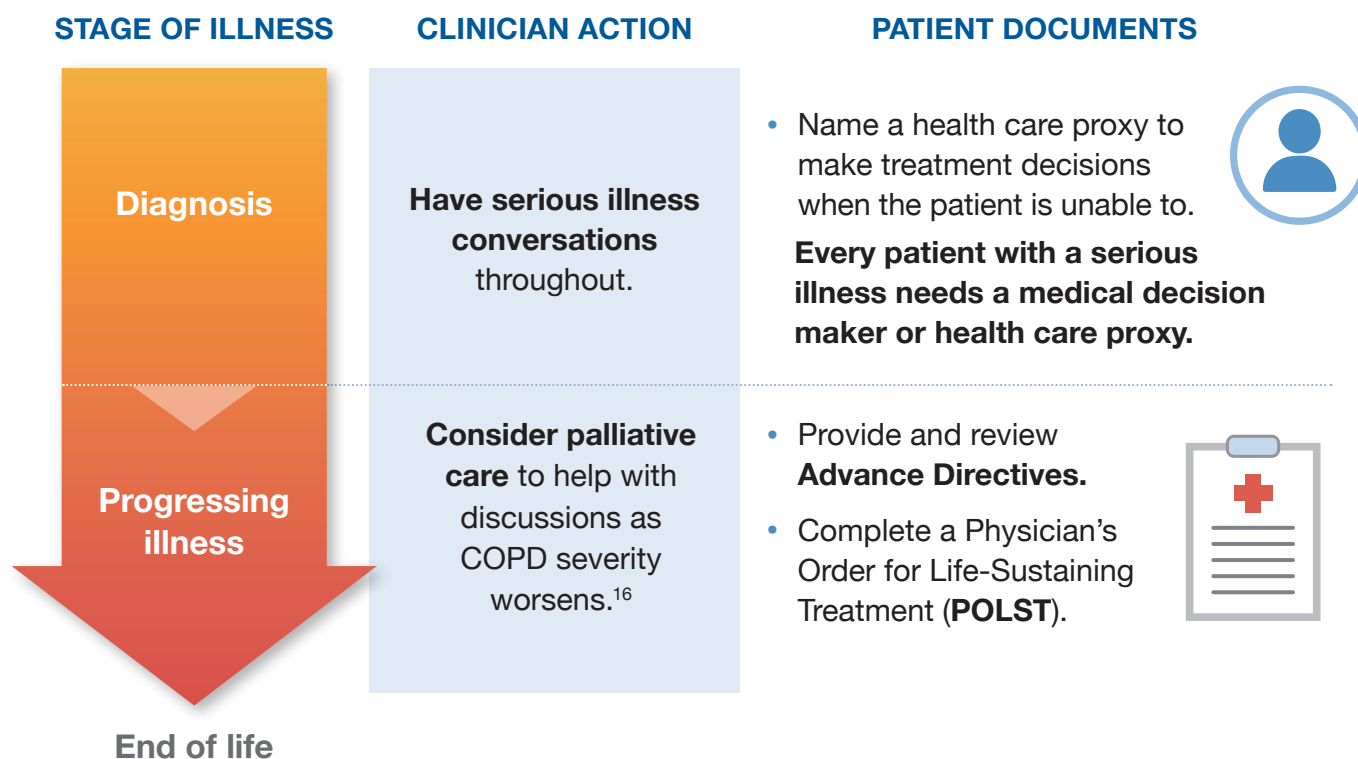 STAGE OF ILLNESS
CLINICIAN ACTION
PATIENT DOCUMENTS
Diagnosis
Have serious illness
conversations
throughout.
• Name a health care proxy to
make treatment decisions
when the patient is unable to.
Every patient with a serious
illness needs a medical decision
maker or health care proxy.
Progressing
illness
Consider palliative
care to help with
discussions as
COPD severity
worsens.16
• Provide and review
Advance Directives.
• Complete a Physician’s
Order for Life-Sustaining
Treatment (POLST).
End of life